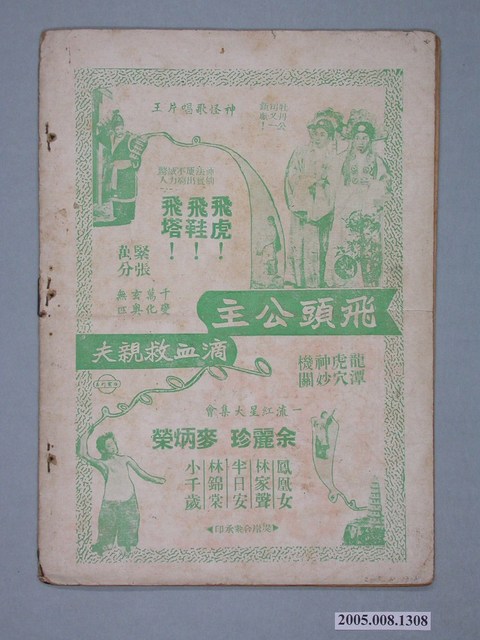 神怪歌唱片王
飛虎！
飛鞋！
飛塔！
緊張
萬分
千變
萬化
玄奧
無
飛頭公主
滴血救親夫
龍潭
虎穴
神妙
機關
一流紅星大集會
余麗珍 麥炳榮
鳳凰女
林家聲
半日安
林錦棠
小千歲
2005.008.1308